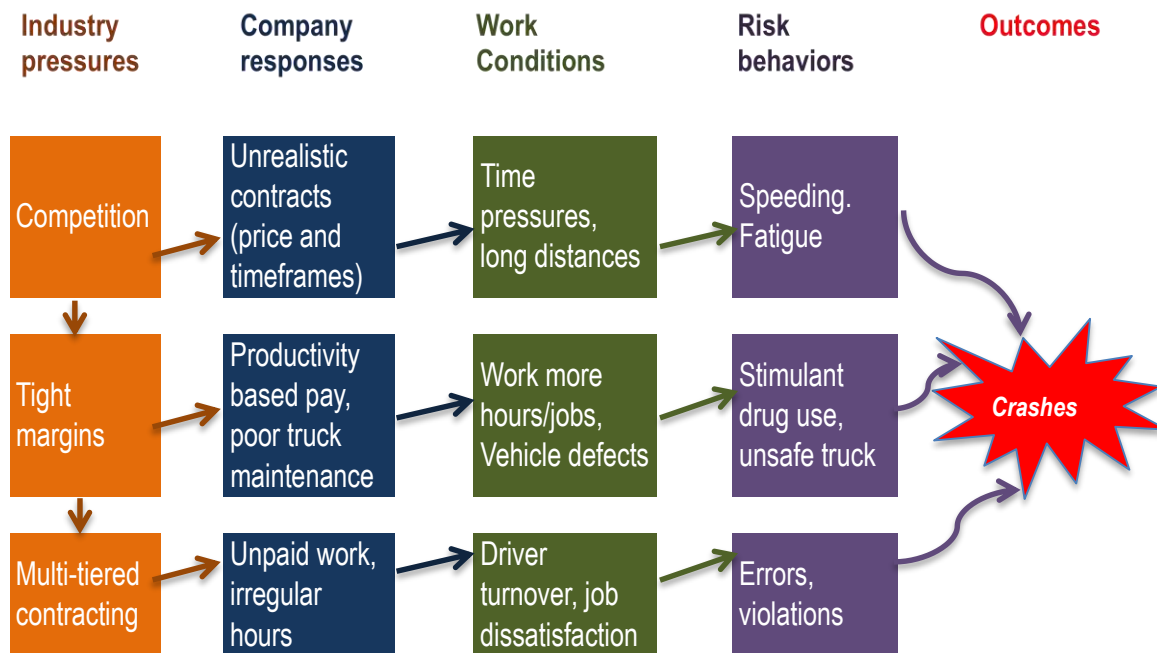 Industry
pressures
Company
responses
Work
Conditions
Risk
behaviors
Outcomes
Competition
Unrealistic
contracts
(price and
timeframes)
Time
pressures,
long distances
Speeding.
Fatigue
Tight
margins
Productivity
based pay,
poor truck
maintenance
Work more
hours/jobs,
Vehicle defects
Stimulant
drug use,
unsafe truck
Crashes
Multi-tiered
contracting
Unpaid work,
irregular
hours
Driver
turnover, job
dissatisfaction
Errors,
violations